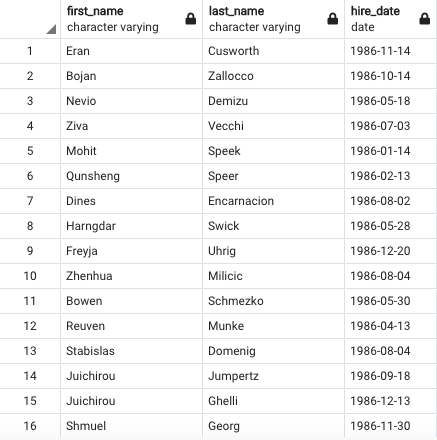 first_name last_name hire_date
character varying character varying date
1 Eran Cusworth 1986-11-14
2 Bojan Zallocco 1986-10-14
3 Nevio Demizu 1986-05-18
4 Ziva Vecchi 1986-07-03
5 Mohit Speek 1986-01-14
6 Qunsheng Speer 1986-02-13
7 Dines Encarnacion 1986-08-02
8 Harngdar Swick 1986-05-28
9 Freyja Uhrig 1986-12-20
10 Zhenhua Milicic 1986-08-04
11 Bowen Schmezko 1986-05-30
12 Reuven Munke 1986-04-13
13 Stabislas Domenig 1986-08-04
14 Juichirou Jumpertz 1986-09-18
15 Juichirou Ghelli 1986-12-13
16 Shmuel Georg 1986-11-30